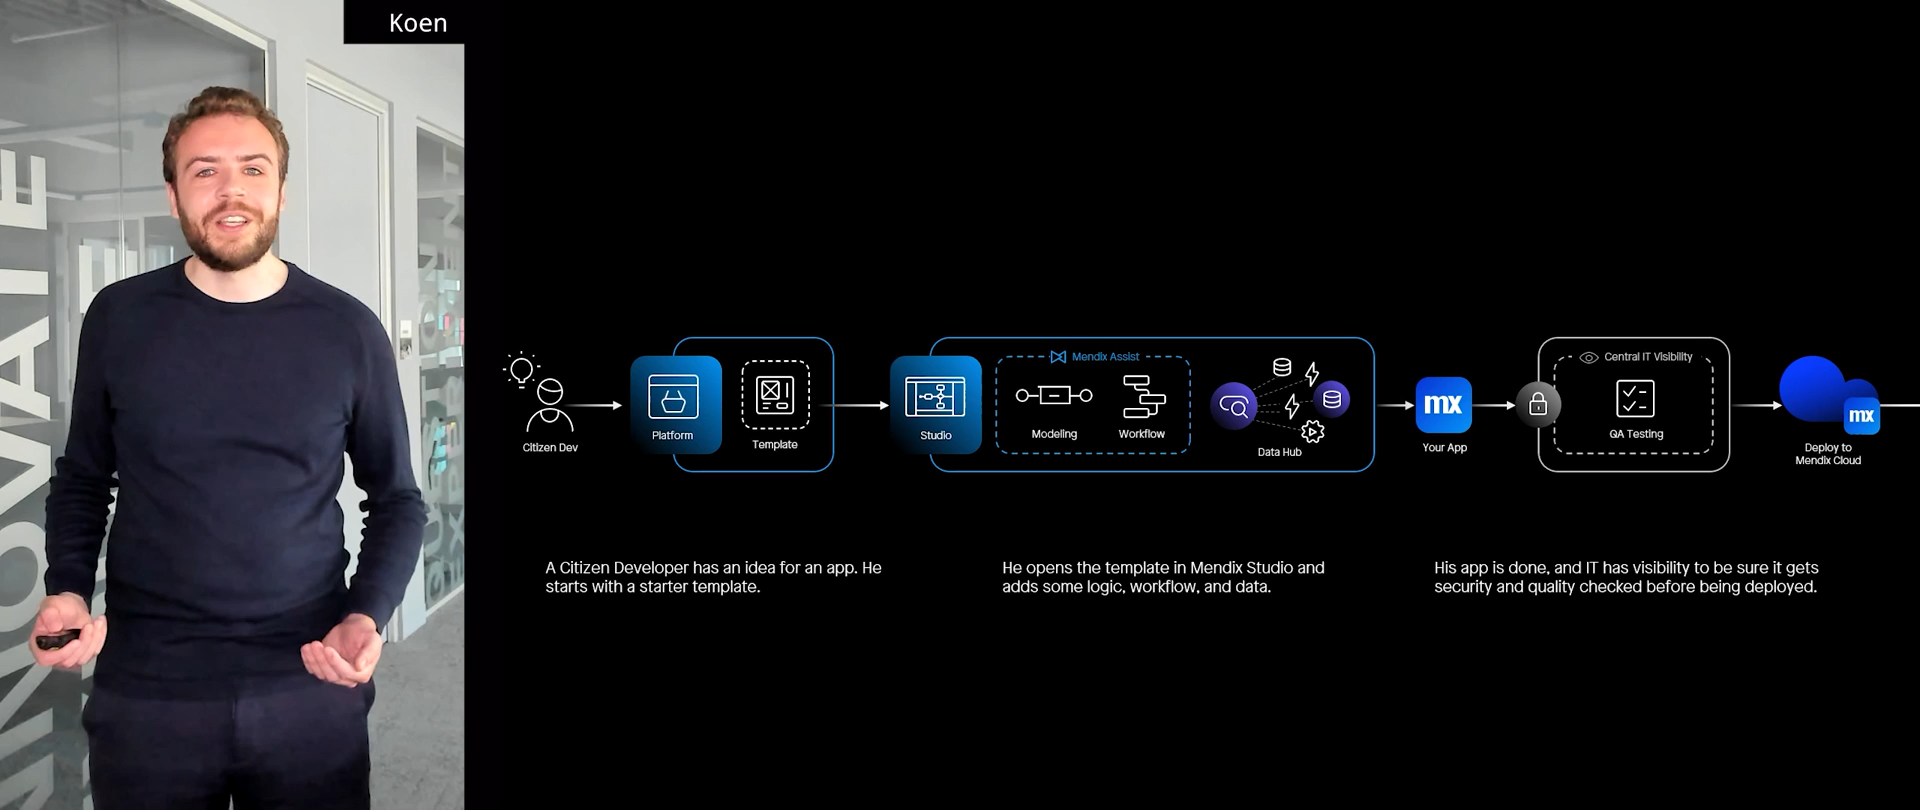 Koen
INNOVATE
Mendix Assist
Central IT Visibility
mx
mx
Platform
Template
Studio
Modeling
Workflow
Data Hub
Citizen Dev
Your App
QA Testing
Deploy to
Mendix Cloud
A Citizen Developer has an idea for an app. He
starts with a starter template.
He opens the template in Mendix Studio and
adds some logic, workflow, and data.
His app is done, and IT has visibility to be sure it gets
security and quality checked before being deployed.